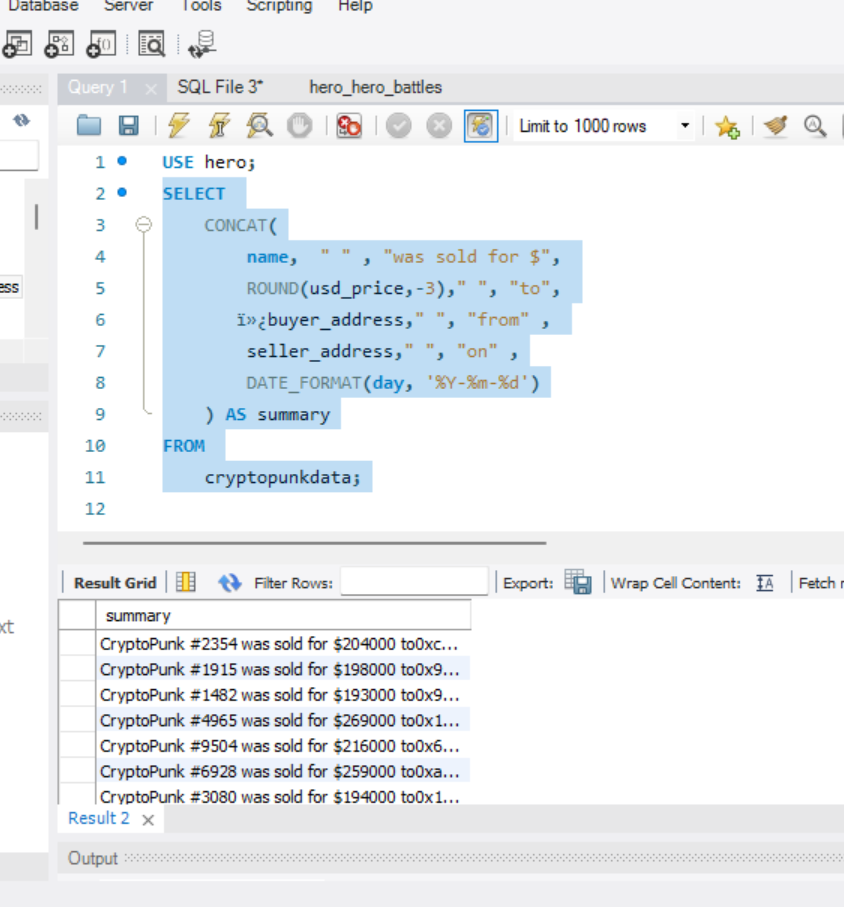 Database Server Tools Scripting Help
Query 1 SQL File 3* hero_hero_battles
Limit to 1000 rows
1 USE hero;
2 SELECT
3 CONCAT(
4 name, " " , "was sold for $",
5 ROUND(usd_price,-3)," ", "to",
6 ï»¿buyer_address," ", "from" ,
7 seller_address," ", "on" ,
8 DATE_FORMAT(day, '%Y-%m-%d')
9 ) AS summary
10 FROM
11 cryptopunkdata;
12
Result Grid Filter Rows: Export: Wrap Cell Content: Fetch
summary
CryptoPunk #2354 was sold for $204000 to0xc...
CryptoPunk #1915 was sold for $198000 to0x9...
CryptoPunk #1482 was sold for $193000 to0x9...
CryptoPunk #4965 was sold for $269000 to0x1...
CryptoPunk #9504 was sold for $216000 to0x6...
CryptoPunk #6928 was sold for $259000 to0xa...
CryptoPunk #3080 was sold for $194000 to0x1...
Result 2
Output